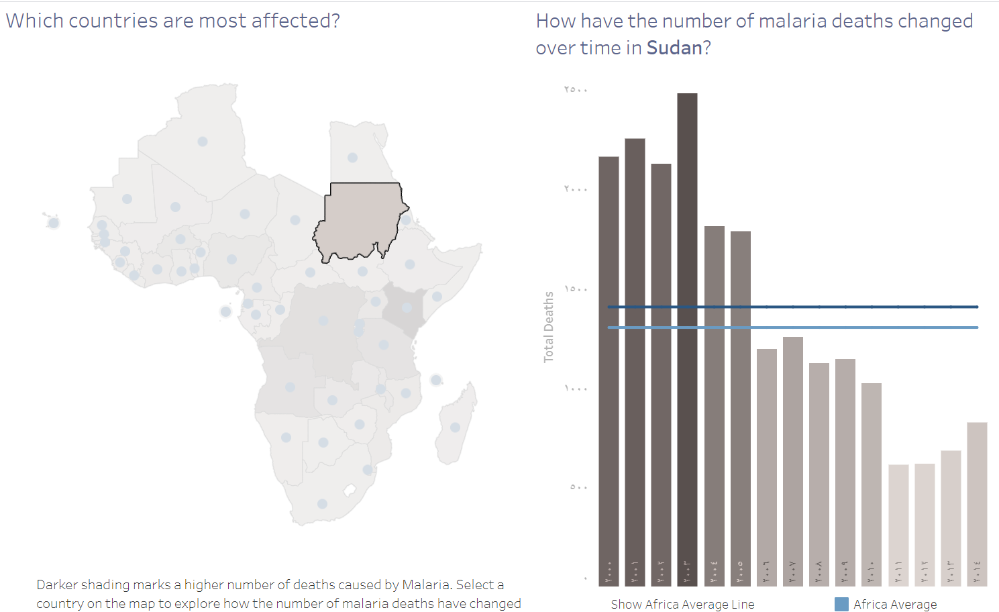 Which countries are most affected?
How have the number of malaria deaths changed
over time in Sudan?
٢٥٠٠
٢٠٠٠
١٥٠٠
١٠٠٠
٥٠٠
٠
Total Deaths
٢٠٠٠
٢٠٠١
٢٠٠٢
٢٠٠٣
٢٠٠٤
٢٠٠٥
٢٠٠٦
٢٠٠٧
٢٠٠٨
٢٠٠٩
٢٠١٠
٢٠١١
٢٠١٢
٢٠١٣
٢٠١٤
Darker shading marks a higher number of deaths caused by Malaria. Select a
country on the map to explore how the number of malaria deaths have changed
Show Africa Average Line
Africa Average